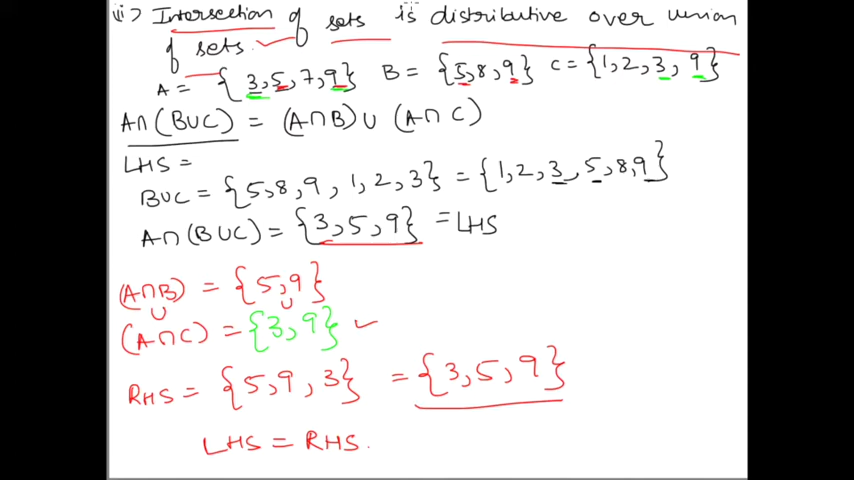 ii) Intersection of sets is distributive over union
of sets.
A = {3,5,7,9} B = {5,8,9} C = {1,2,3,9}
A∩(B∪C) = (A∩B)∪(A∩C)
LHS =
B∪C = {5,8,9,1,2,3} = {1,2,3,5,8,9}
A∩(B∪C) = {3,5,9} = LHS
(A∩B) = {5,9}
∪ ∪
(A∩C) = {3,9} ✓
RHS = {5,9,3} = {3,5,9}
LHS = RHS.